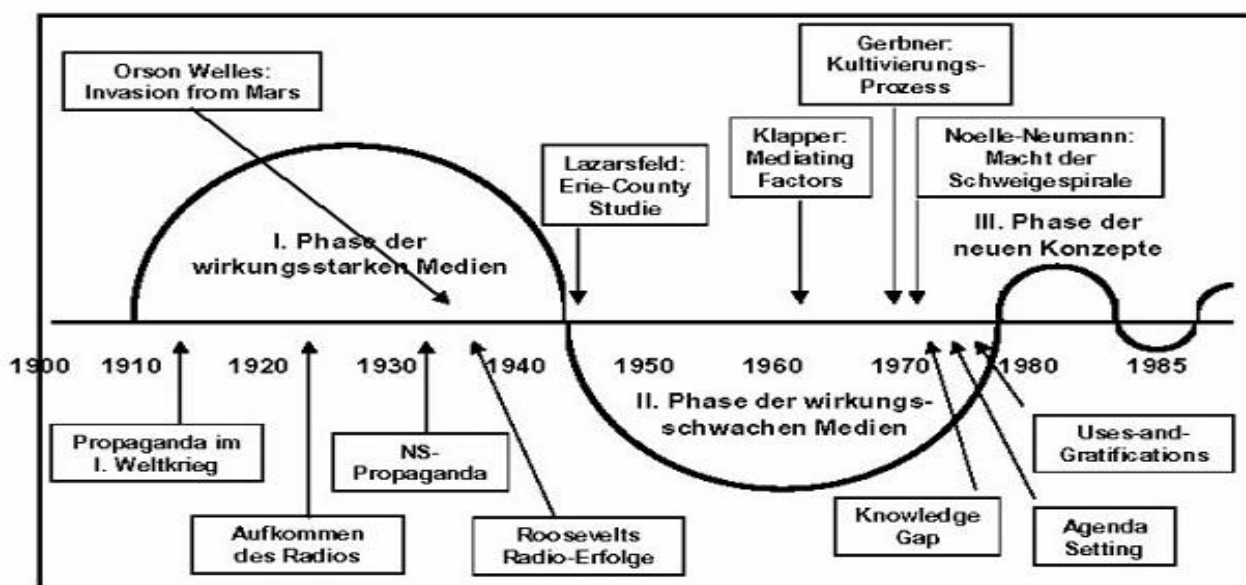 Orson Welles:
Invasion from Mars
Gerbner:
Kultivierungs-
Prozess
Lazarsfeld:
Erie-County
Studie
Klapper:
Mediating
Factors
Noelle-Neumann:
Macht der
Schweigespirale
I. Phase der
wirkungsstarken Medien
III. Phase der
neuen Konzepte
1900 1910 1920 1930 1940 1950 1960 1970 1980 1985
II. Phase der wirkungs-
schwachen Medien
Propaganda im
I. Weltkrieg
NS-
Propaganda
Uses-and-
Gratifications
Aufkommen
des Radios
Roosevelts
Radio-Erfolge
Knowledge
Gap
Agenda
Setting